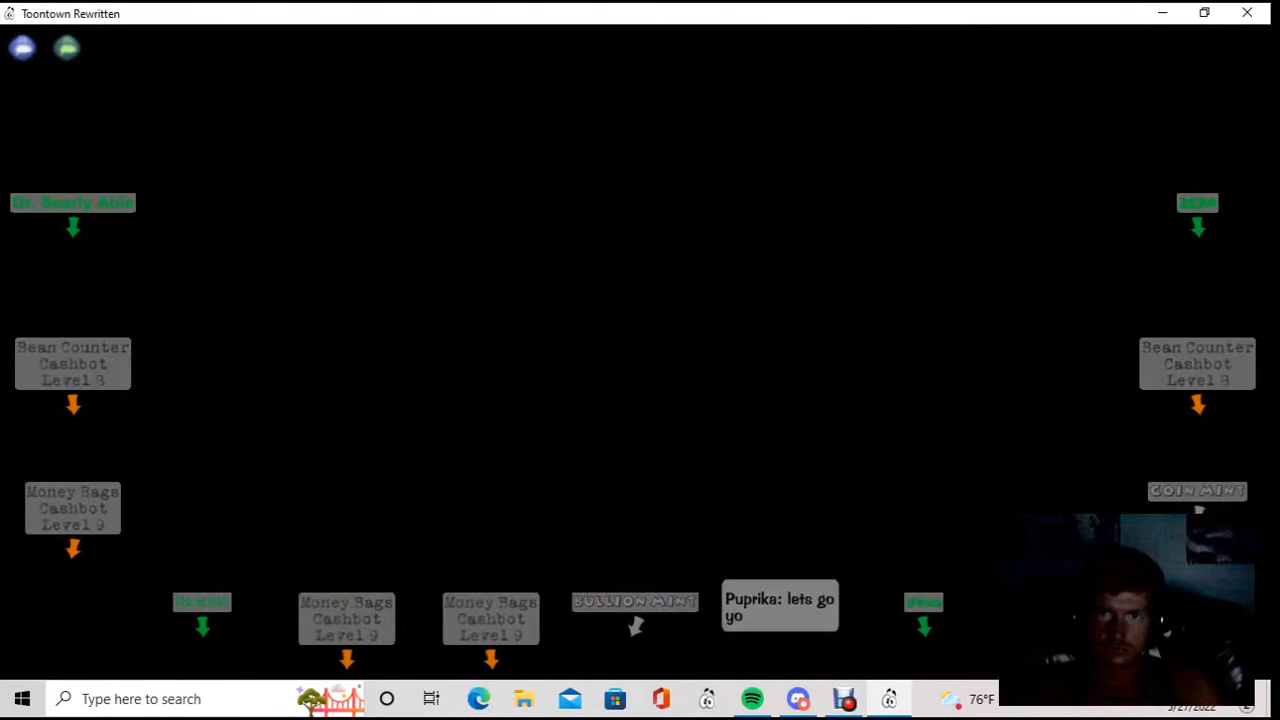 Toontown Rewritten
Dr. Bearly Able
Bean Counter
Cashbot
Level 8
Bean Counter
Cashbot
Level 8
Money Bags
Cashbot
Level 9
COIN MINT
Money Bags
Cashbot
Level 9
Money Bags
Cashbot
Level 9
BULLION MINT
Puprika: lets go
yo
Type here to search
76°F